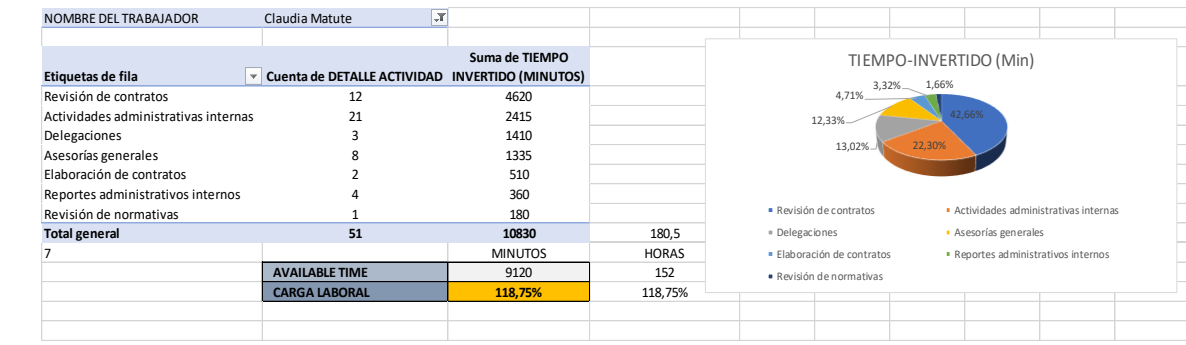 NOMBRE DEL TRABAJADOR Claudia Matute
Etiquetas de fila Cuenta de DETALLE ACTIVIDAD Suma de TIEMPO INVERTIDO (MINUTOS)
Revisión de contratos 12 4620
Actividades administrativas internas 21 2415
Delegaciones 3 1410
Asesorías generales 8 1335
Elaboración de contratos 2 510
Reportes administrativos internos 4 360
Revisión de normativas 1 180
Total general 51 10830 180,5
7 MINUTOS HORAS
AVAILABLE TIME 9120 152
CARGA LABORAL 118,75% 118,75%
TIEMPO-INVERTIDO (Min)
3,32% 1,66%
4,71%
42,66%
12,33%
13,02% 22,30%
Revisión de contratos Actividades administrativas internas
Delegaciones Asesorías generales
Elaboración de contratos Reportes administrativos internos
Revisión de normativas